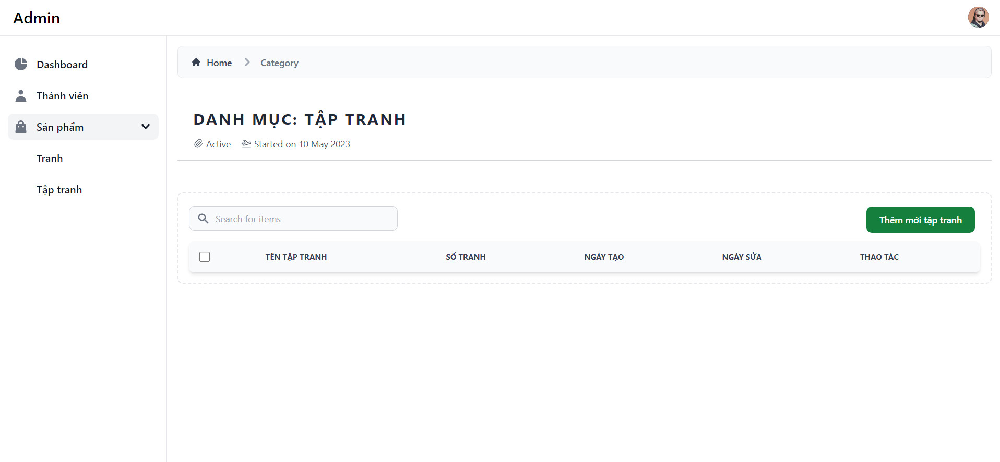 Admin
Dashboard
Thành viên
Sản phẩm
Tranh
Tập tranh
Home
Category
DANH MỤC: TẬP TRANH
Active
Started on 10 May 2023
Search for items
Thêm mới tập tranh
TÊN TẬP TRANH
SỐ TRANH
NGÀY TẠO
NGÀY SỬA
THAO TÁC